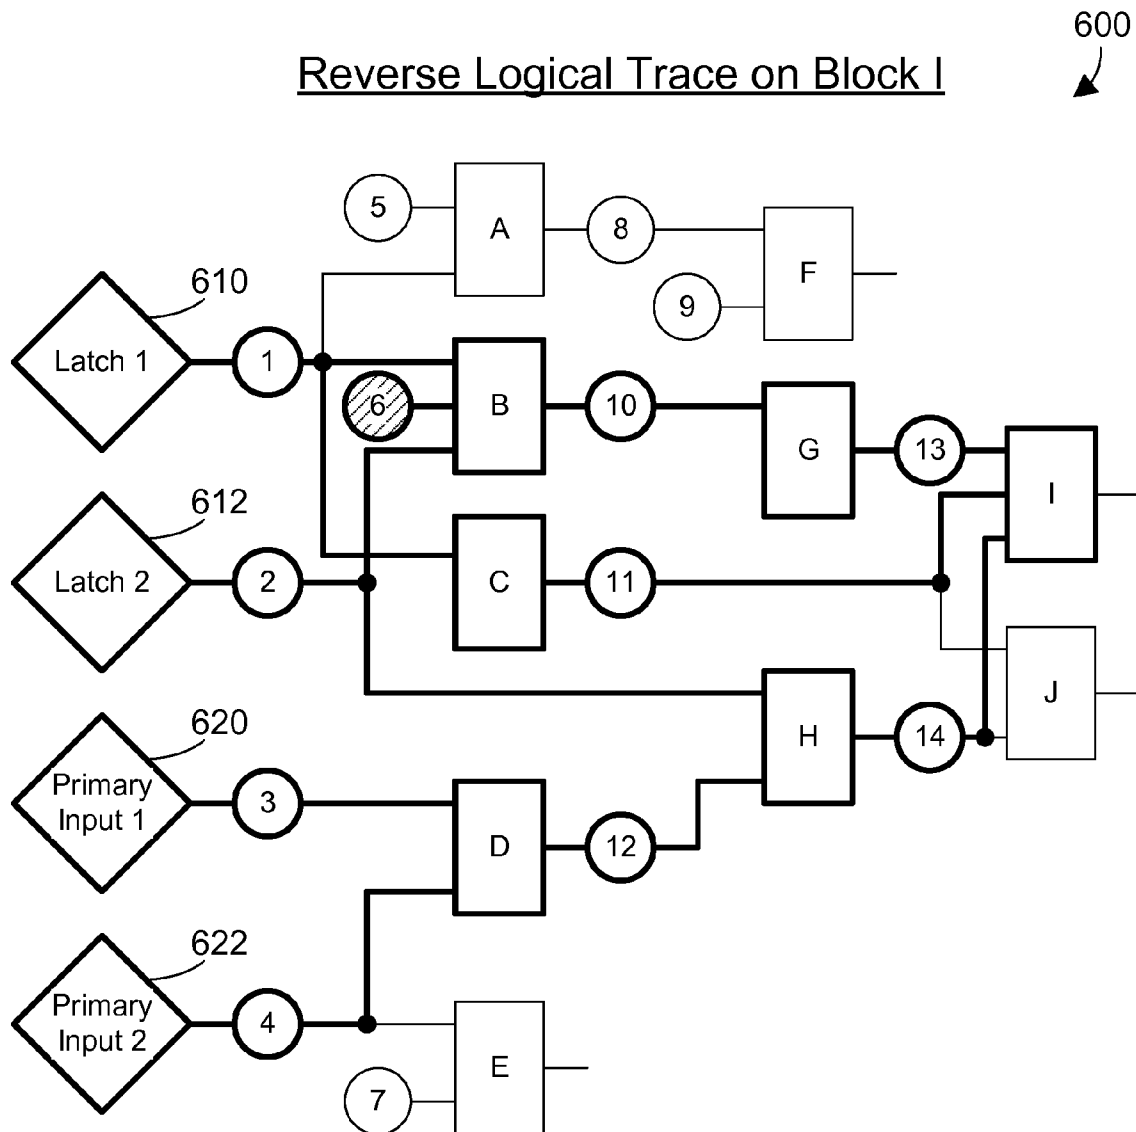 600
Reverse Logical Trace on Block I
5
A
8
F
9
610
Latch 1
1
6
B
10
G
13
I
612
Latch 2
2
C
11
J
H
14
620
Primary
Input 1
3
D
12
622
Primary
Input 2
4
E
7